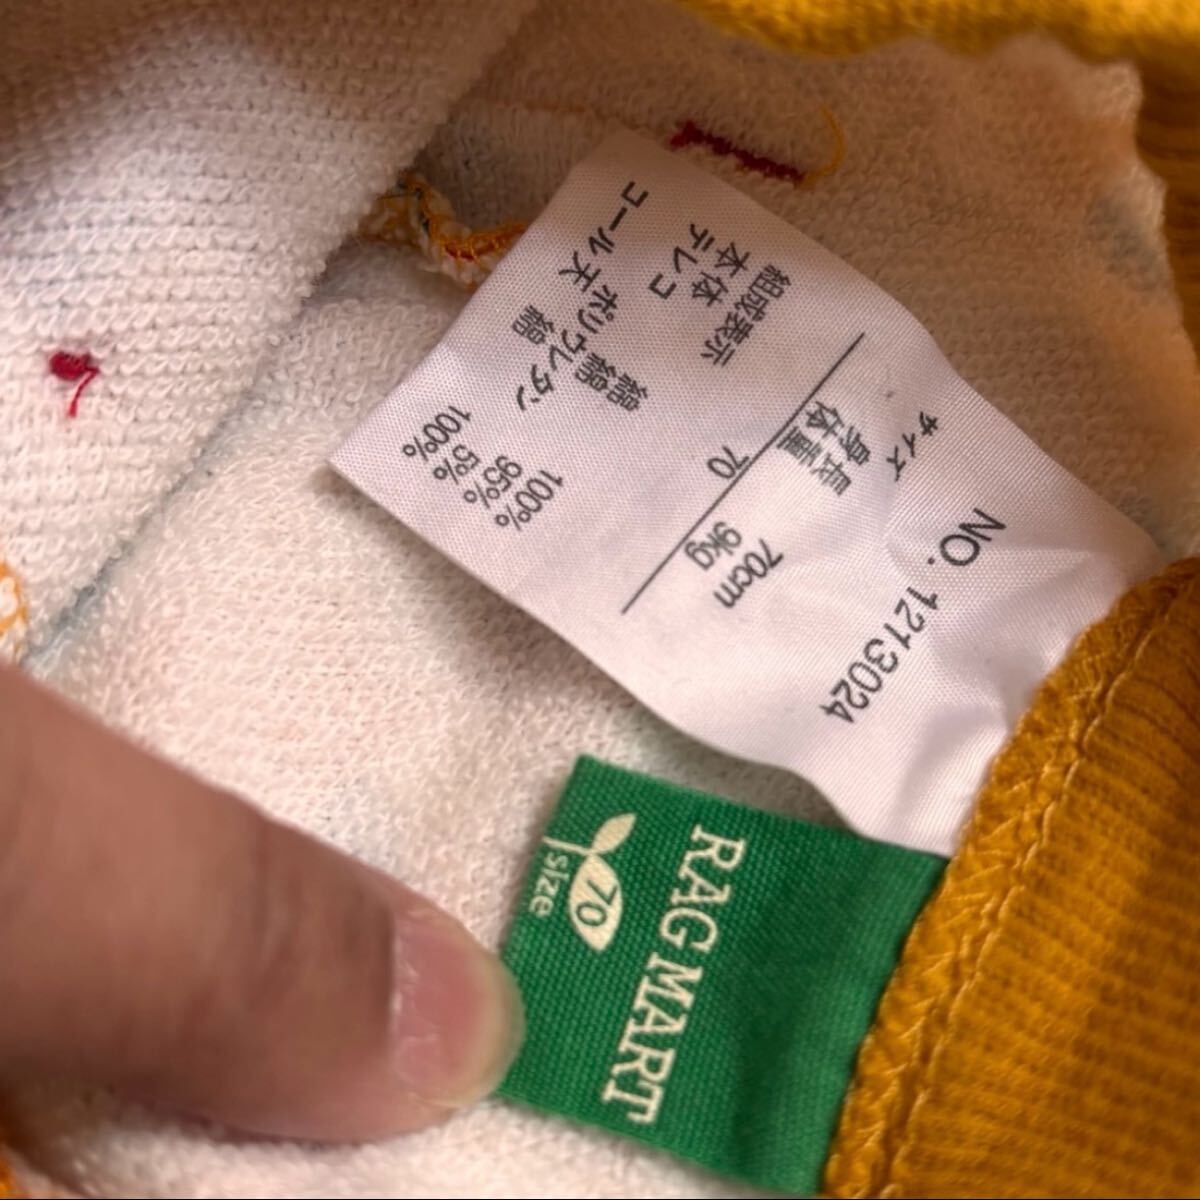 NO. 1213024
サイズ 70
身長 70cm
体重 9kg
組成表示
本体 綿 100%
テレコ 綿 95%
ポリウレタン 5%
コール天 綿 100%
RAG MART
70
size